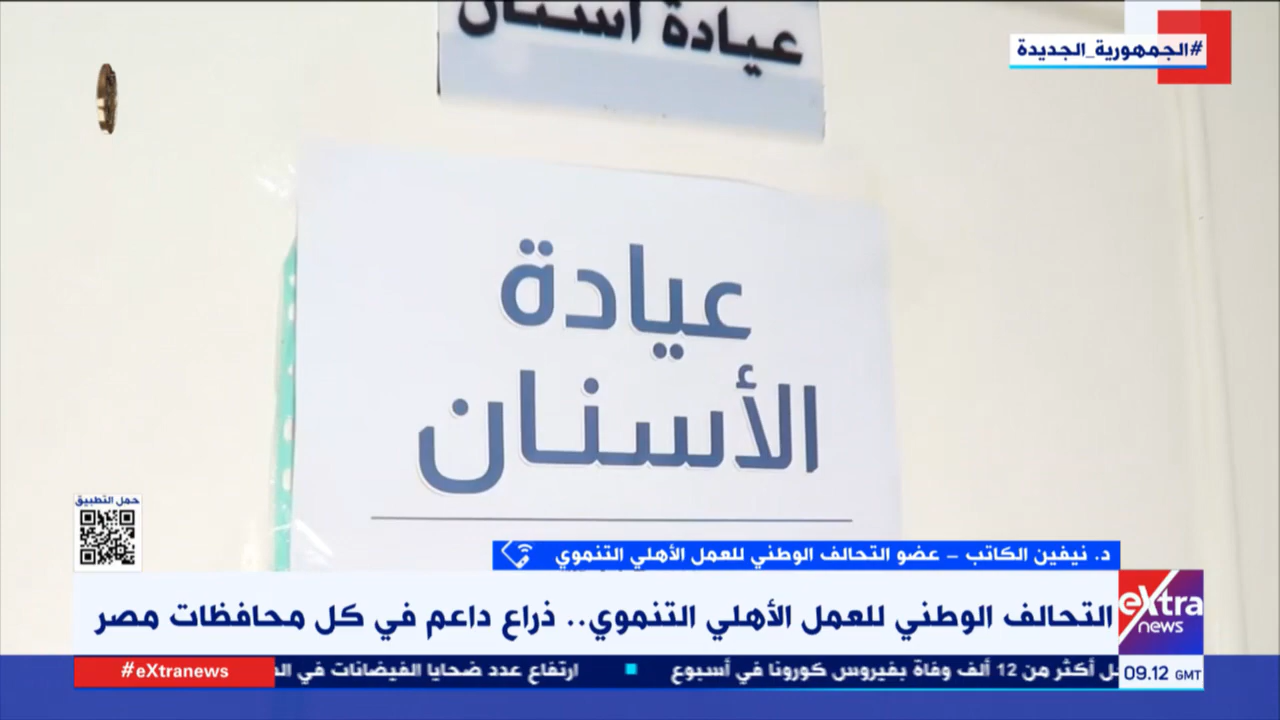 عيادة أسنان
#الجمهورية_الجديدة
عيادة
الأسنان
حمل التطبيق
د. نيفين الكاتب – عضو التحالف الوطني للعمل الأهلي التنموي
التحالف الوطني للعمل الأهلي التنموي.. ذراع داعم في كل محافظات مصر
eXtra
news
أكثر من 12 ألف وفاة بفيروس كورونا في أسبوع ■ ارتفاع عدد ضحايا الفيضانات في
#eXtranews
09.12 GMT